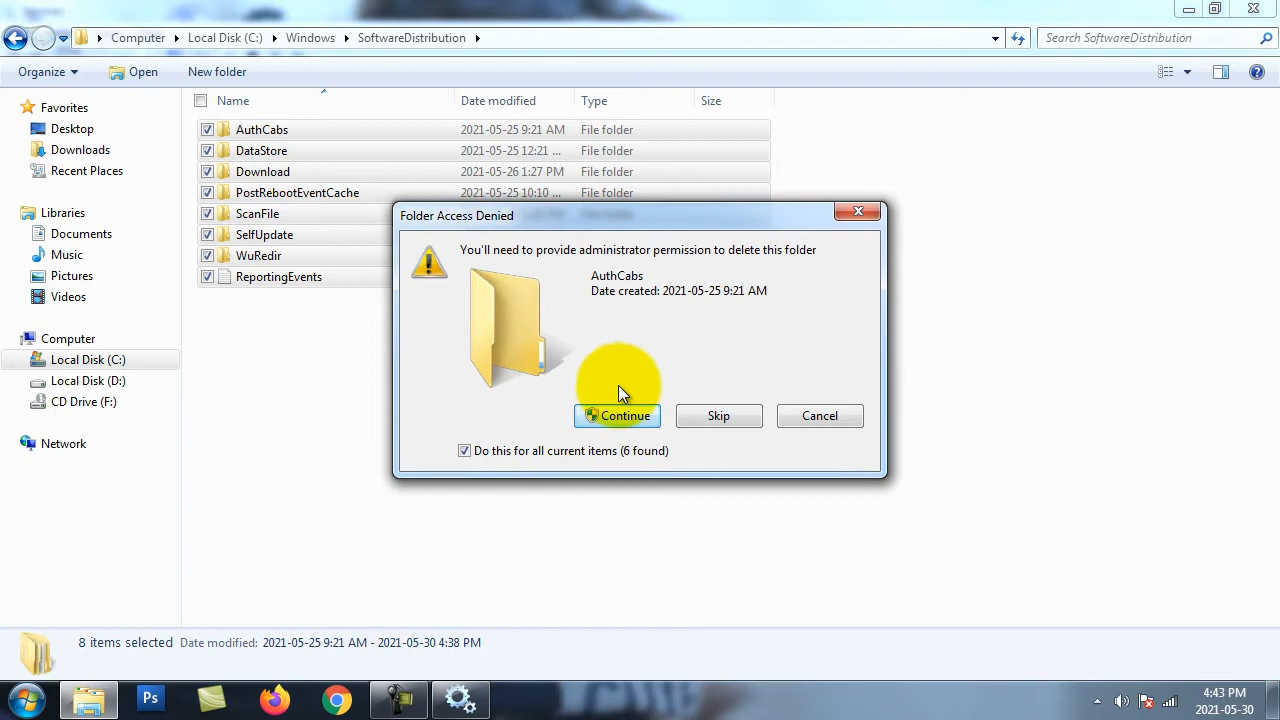 Computer Local Disk (C:) Windows SoftwareDistribution Search SoftwareDistribution
Organize Open New folder
Name Date modified Type Size
Favorites
Desktop
Downloads
Recent Places
Libraries
Documents
Music
Pictures
Videos
Computer
Local Disk (C:)
Local Disk (D:)
CD Drive (F:)
Network
AuthCabs 2021-05-25 9:21 AM File folder
DataStore 2021-05-25 12:21 ... File folder
Download 2021-05-26 1:27 PM File folder
PostRebootEventCache 2021-05-25 10:10 ... File folder
ScanFile
SelfUpdate
WuRedir
ReportingEvents
Folder Access Denied
You'll need to provide administrator permission to delete this folder
AuthCabs
Date created: 2021-05-25 9:21 AM
Continue Skip Cancel
Do this for all current items (6 found)
8 items selected Date modified: 2021-05-25 9:21 AM - 2021-05-30 4:38 PM
Ps
4:43 PM
2021-05-30